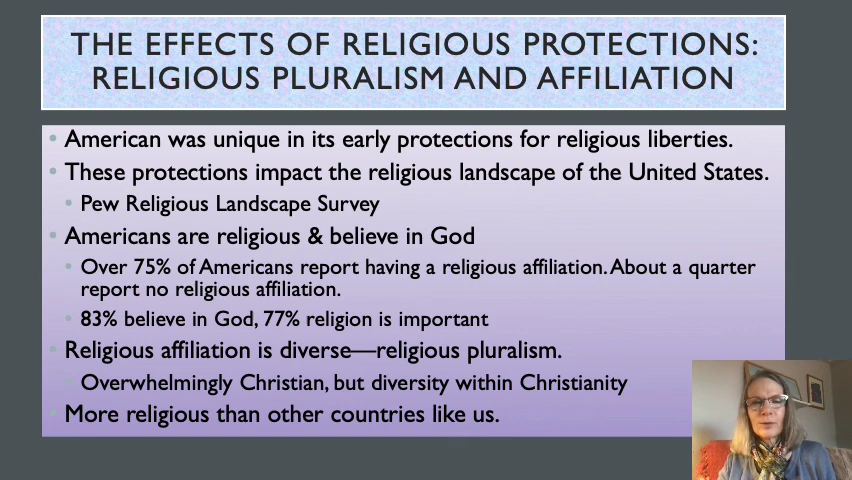 THE EFFECTS OF RELIGIOUS PROTECTIONS:
RELIGIOUS PLURALISM AND AFFILIATION
• American was unique in its early protections for religious liberties.
• These protections impact the religious landscape of the United States.
• Pew Religious Landscape Survey
• Americans are religious & believe in God
• Over 75% of Americans report having a religious affiliation. About a quarter
report no religious affiliation.
• 83% believe in God, 77% religion is important
• Religious affiliation is diverse—religious pluralism.
• Overwhelmingly Christian, but diversity within Christianity
• More religious than other countries like us.